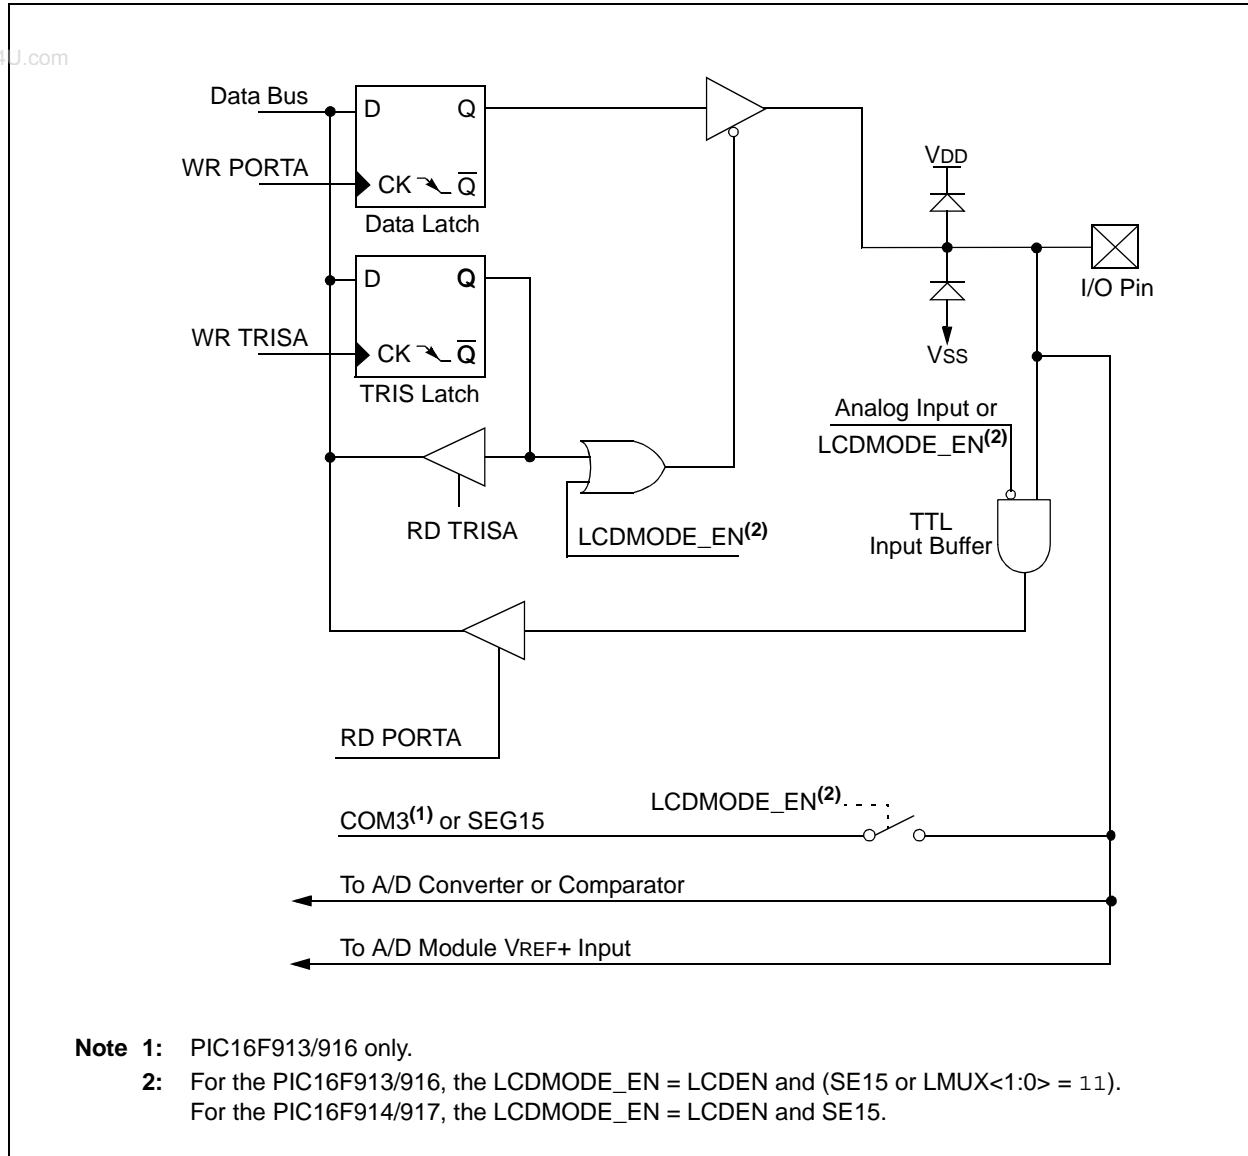 4U.com
Data Bus
D Q
WR PORTA
CK Q̅
Data Latch
VDD
D Q
I/O Pin
WR TRISA
CK Q̅
VSS
TRIS Latch
Analog Input or
LCDMODE_EN(2)
RD TRISA
LCDMODE_EN(2)
TTL
Input Buffer
RD PORTA
LCDMODE_EN(2)
COM3(1) or SEG15
To A/D Converter or Comparator
To A/D Module VREF+ Input
Note 1: PIC16F913/916 only.
2: For the PIC16F913/916, the LCDMODE_EN = LCDEN and (SE15 or LMUX<1:0> = 11).
For the PIC16F914/917, the LCDMODE_EN = LCDEN and SE15.